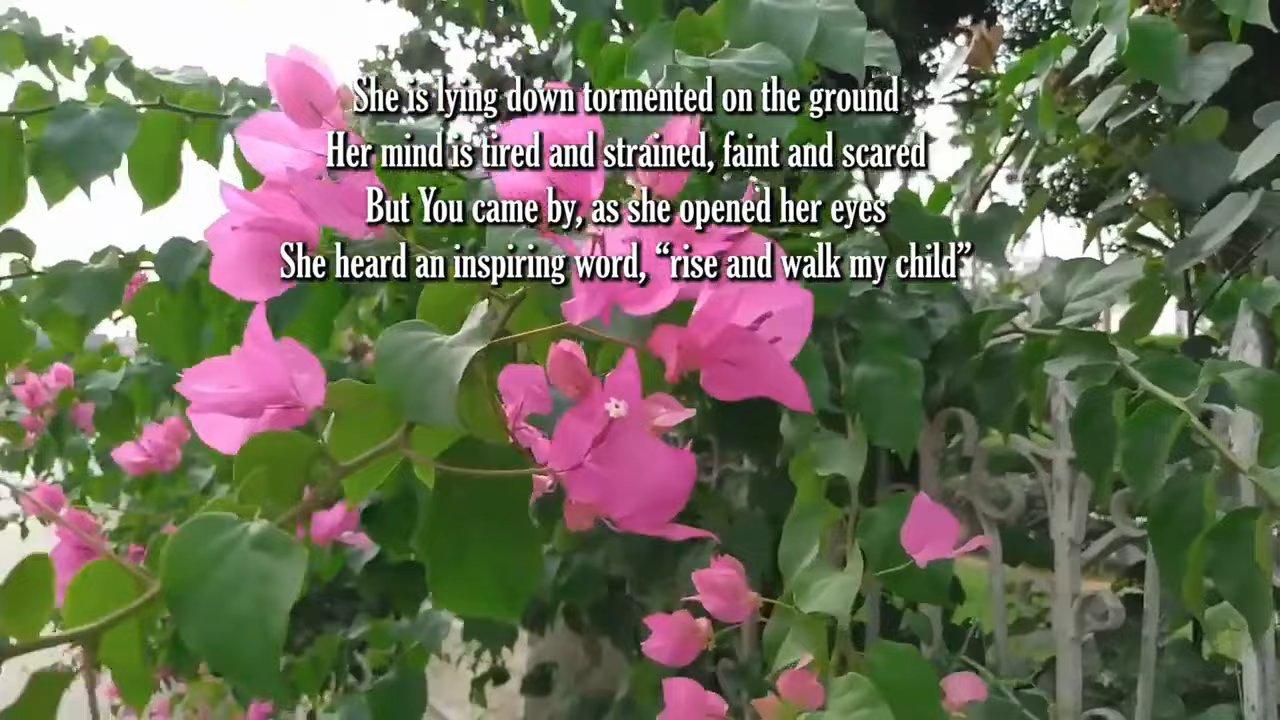 She is lying down tormented on the ground
Her mind is tired and strained, faint and scared
But You came by, as she opened her eyes
She heard an inspiring word, “rise and walk my child”